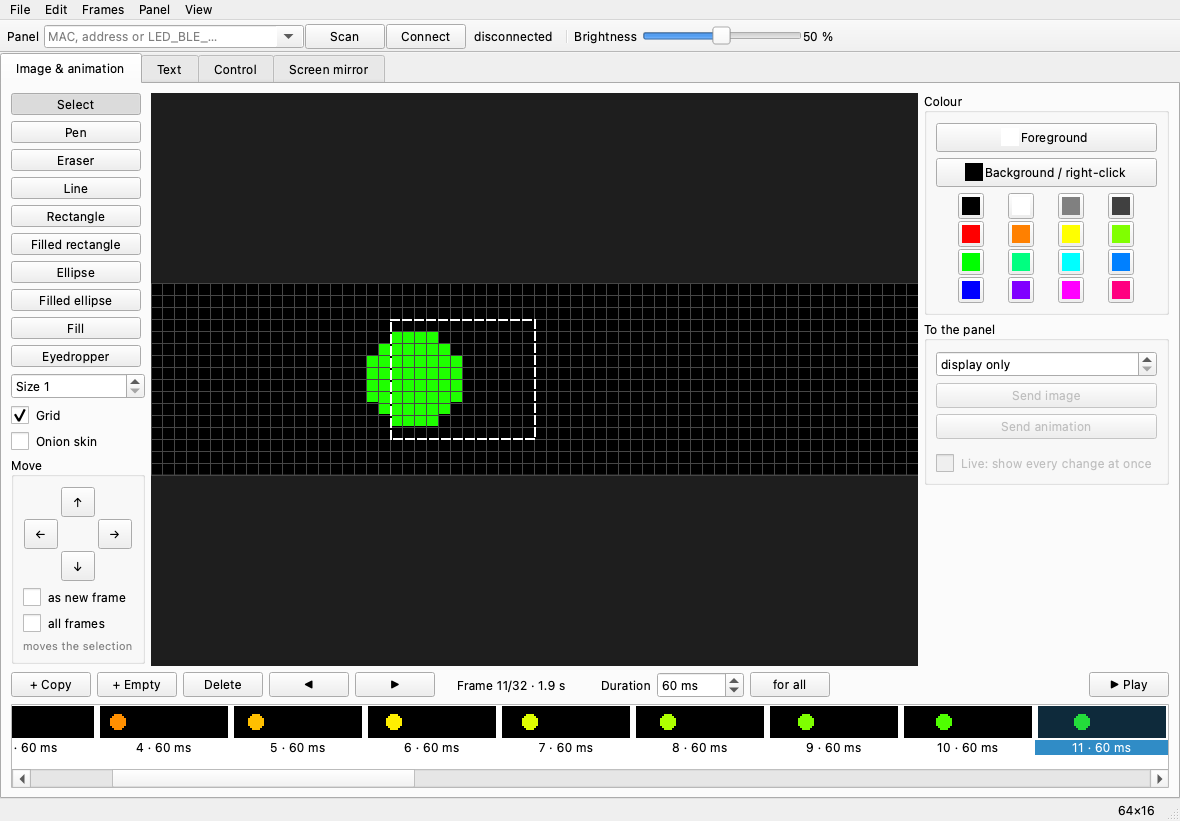 File Edit Frames Panel View
Panel MAC, address or LED_BLE_... Scan Connect disconnected Brightness 50 %
Image & animation Text Control Screen mirror
Select
Pen
Eraser
Line
Rectangle
Filled rectangle
Ellipse
Filled ellipse
Fill
Eyedropper
Size 1
Grid
Onion skin
Move
↑
← →
↓
as new frame
all frames
moves the selection
Colour
Foreground
Background / right-click
To the panel
display only
Send image
Send animation
Live: show every change at once
+ Copy + Empty Delete ◄ ► Frame 11/32 · 1.9 s Duration 60 ms for all ► Play
· 60 ms 4 · 60 ms 5 · 60 ms 6 · 60 ms 7 · 60 ms 8 · 60 ms 9 · 60 ms 10 · 60 ms 11 · 60 ms
64×16